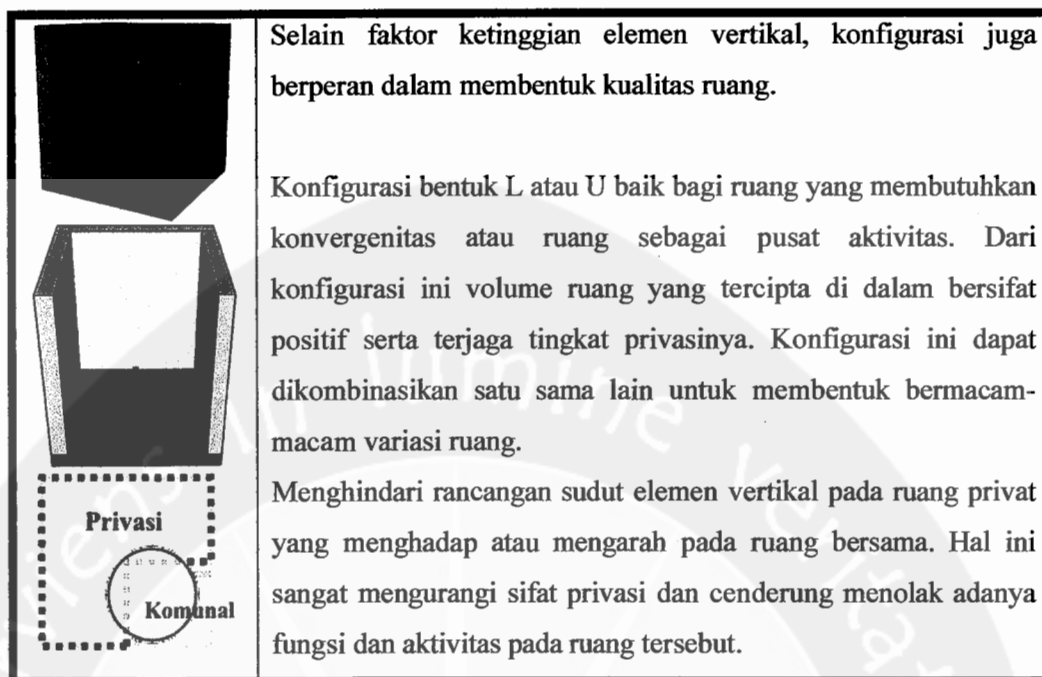 Selain faktor ketinggian elemen vertikal, konfigurasi juga
berperan dalam membentuk kualitas ruang.
Konfigurasi bentuk L atau U baik bagi ruang yang membutuhkan
konvergenitas atau ruang sebagai pusat aktivitas. Dari
konfigurasi ini volume ruang yang tercipta di dalam bersifat
positif serta terjaga tingkat privasinya. Konfigurasi ini dapat
dikombinasikan satu sama lain untuk membentuk bermacam-
macam variasi ruang.
Menghindari rancangan sudut elemen vertikal pada ruang privat
yang menghadap atau mengarah pada ruang bersama. Hal ini
sangat mengurangi sifat privasi dan cenderung menolak adanya
fungsi dan aktivitas pada ruang tersebut.
Privasi
Komunal
lumine